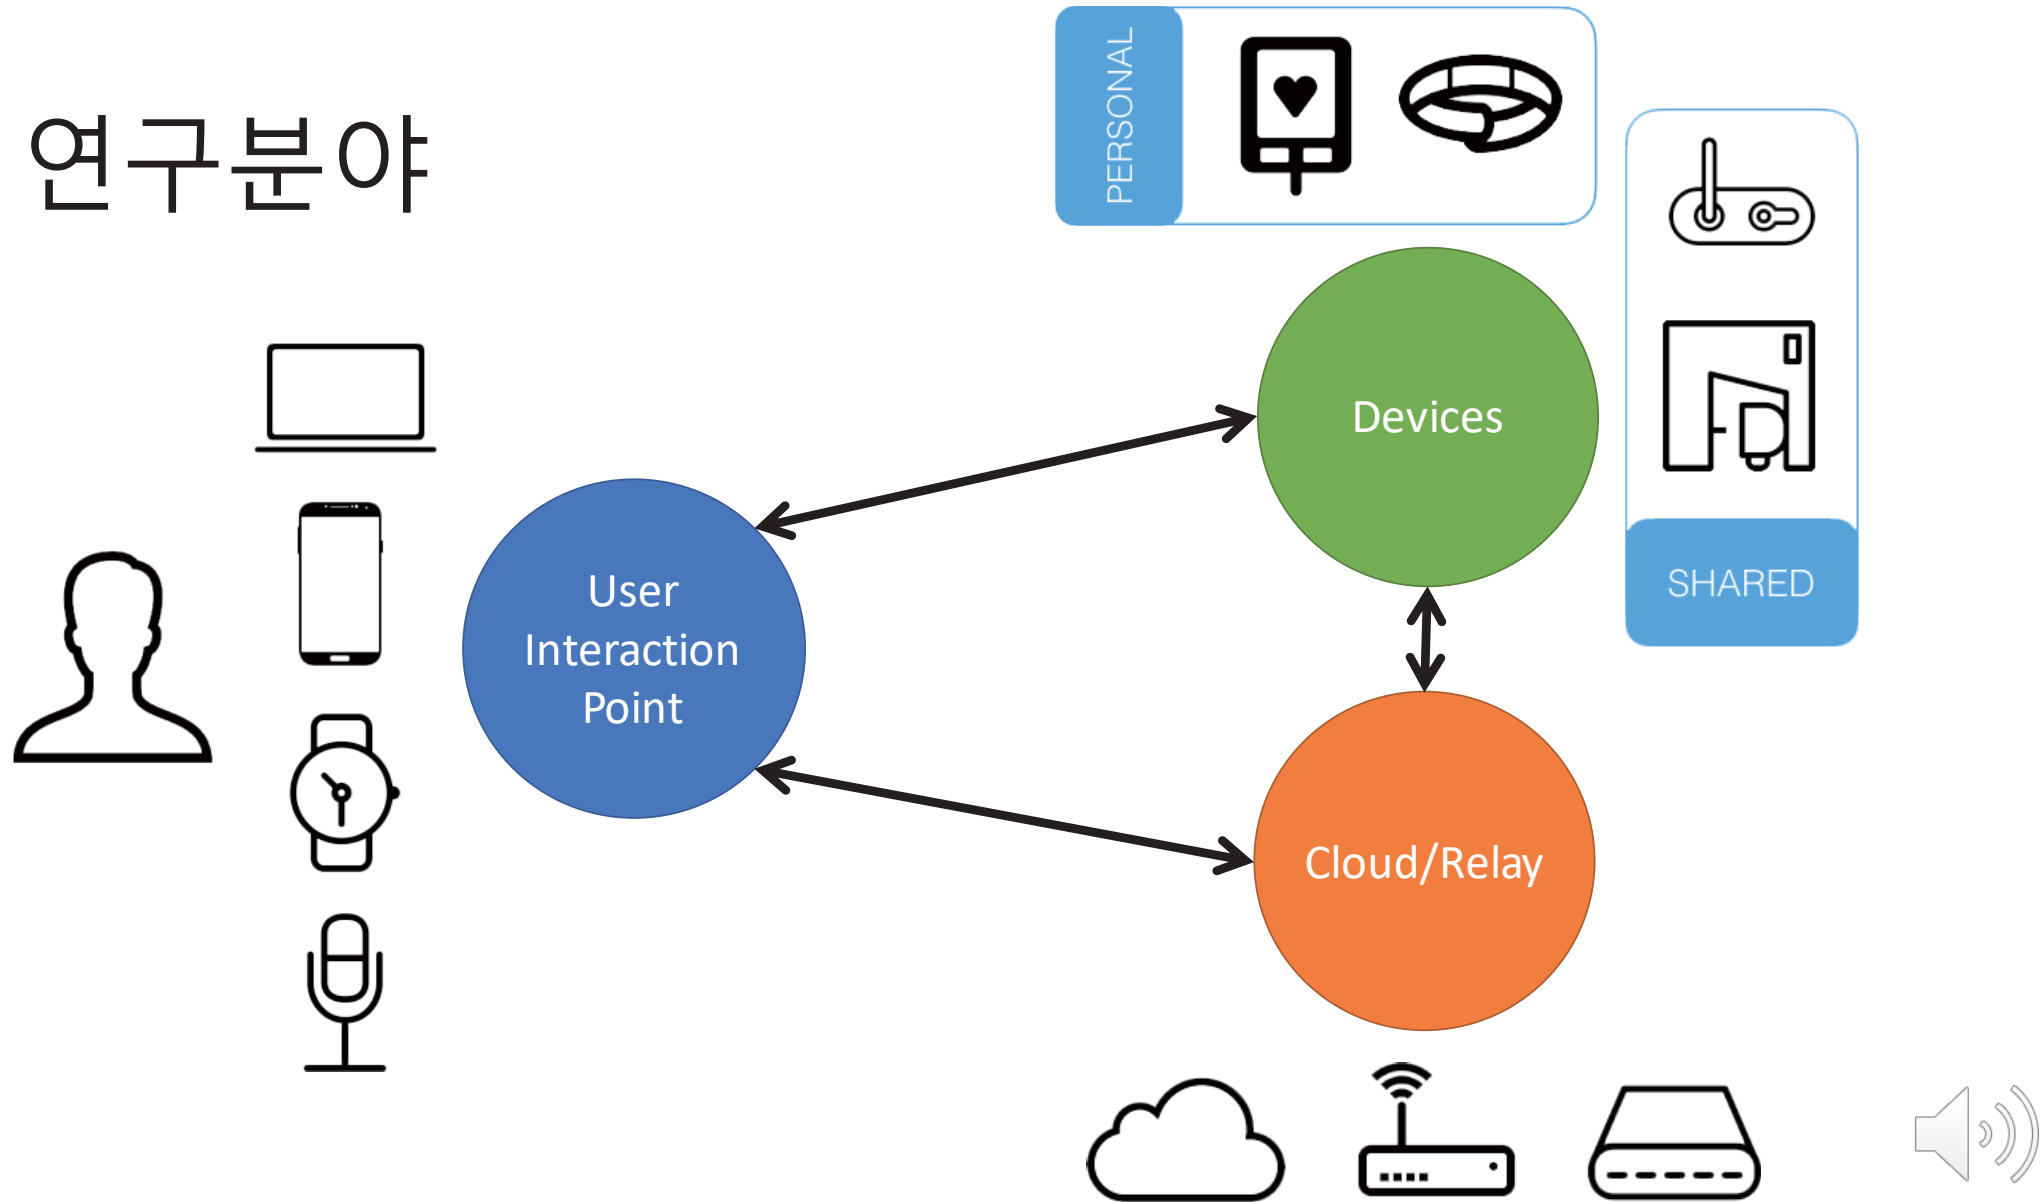 연구분야
PERSONAL
Devices
SHARED
User
Interaction
Point
Cloud/Relay